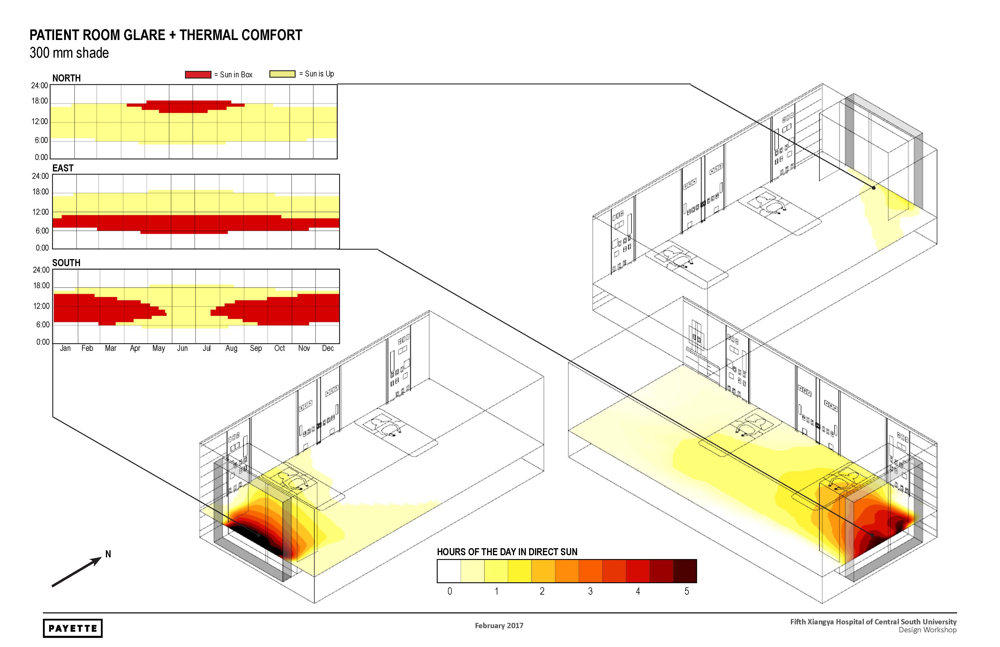 PATIENT ROOM GLARE + THERMAL COMFORT
300 mm shade
= Sun in Box
= Sun is Up
NORTH
24:00
18:00
12:00
6:00
0:00
EAST
24:00
18:00
12:00
6:00
0:00
SOUTH
24:00
18:00
12:00
6:00
0:00
Jan Feb Mar Apr May Jun Jul Aug Sep Oct Nov Dec
N
HOURS OF THE DAY IN DIRECT SUN
0 1 2 3 4 5
PAYETTE
February 2017
Fifth Xiangya Hospital of Central South University
Design Workshop